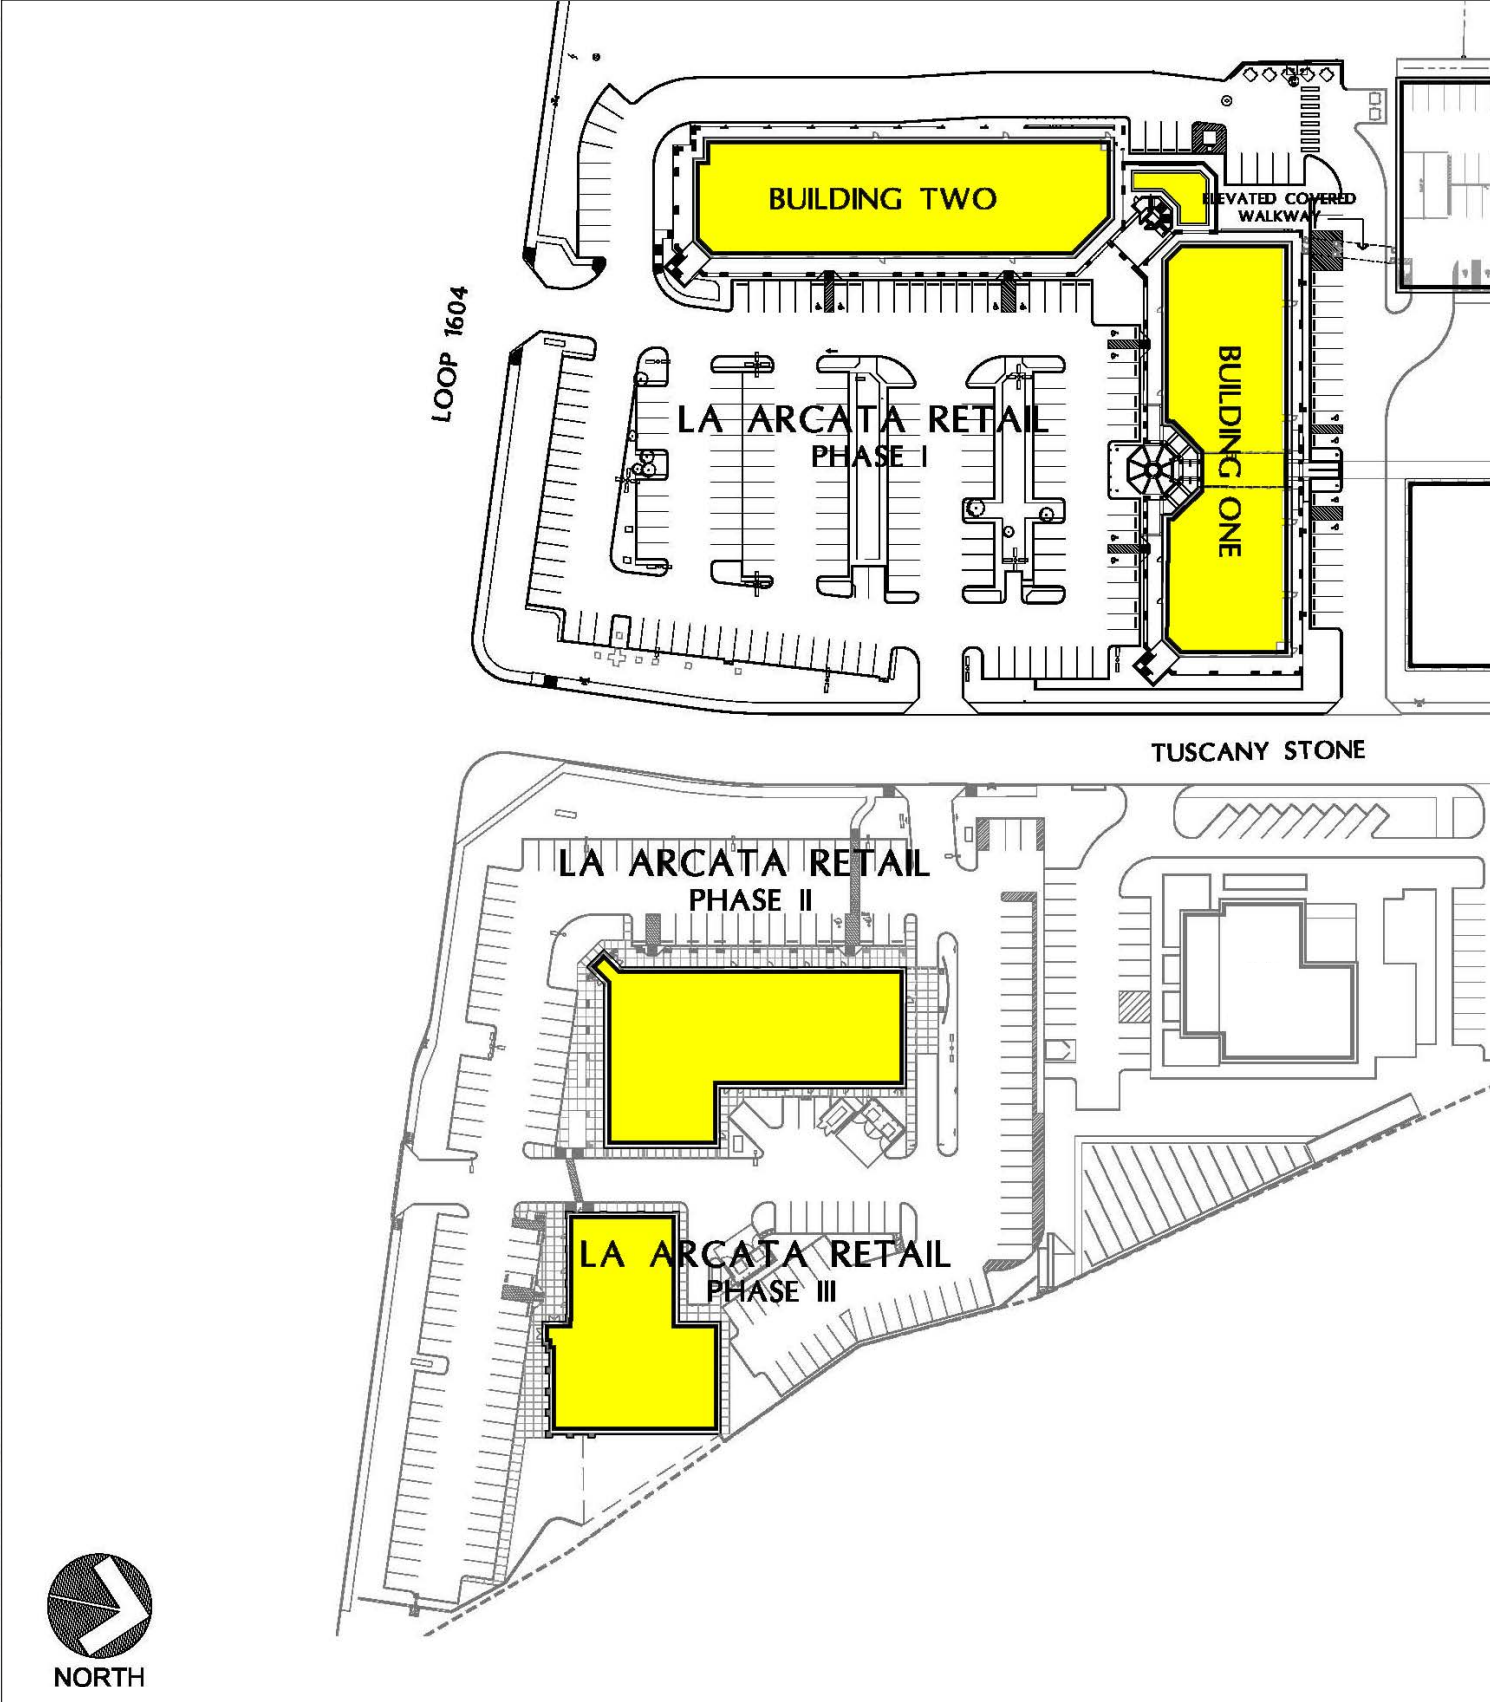 BUILDING TWO
ELEVATED COVERED
WALKWAY
LOOP 1604
BUILDING ONE
LA ARCATA RETAIL
PHASE I
TUSCANY STONE
LA ARCATA RETAIL
PHASE II
LA ARCATA RETAIL
PHASE III
NORTH